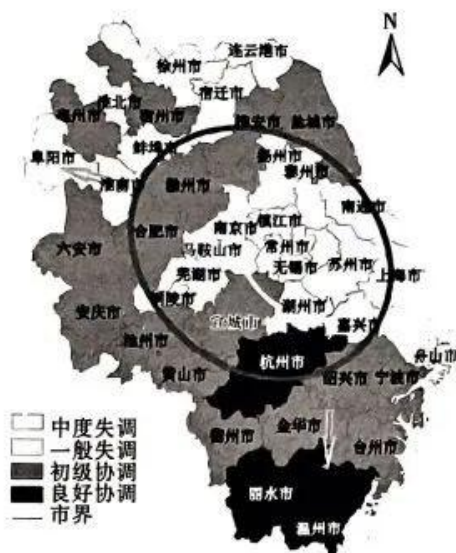 N
连云港市
徐州市
宿迁市
淮北市
亳州市
宿州市
淮安市
盐城市
蚌埠市
阜阳市
扬州市
泰州市
淮南市
滁州市
南通市
镇江市
南京市
合肥市
常州市
马鞍山市
六安市
无锡市
苏州市
上海市
芜湖市
铜陵市
湖州市
安庆市
宣城市
嘉兴市
池州市
杭州市
舟山市
黄山市
绍兴市
宁波市
金华市
衢州市
台州市
丽水市
温州市
中度失调
一般失调
初级协调
良好协调
市界